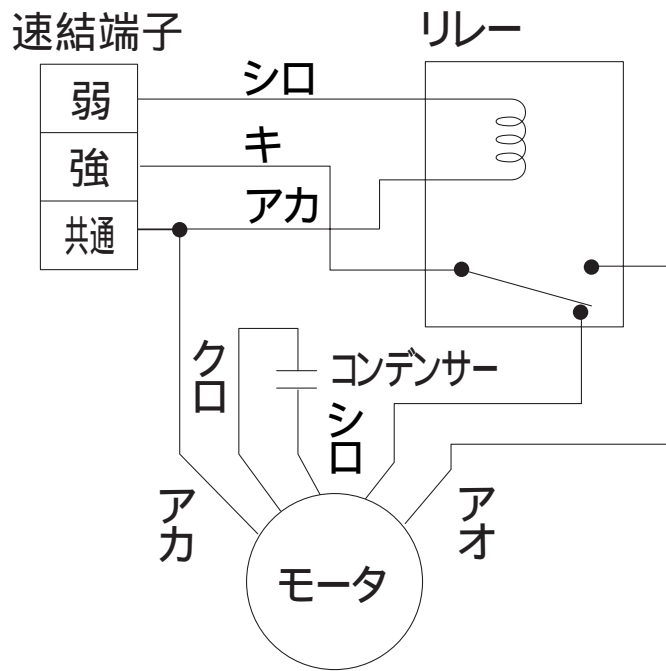 速結端子
リレー
弱
シロ
強
キ
共通
アカ
クロ
コンデンサー
シロ
アカ
アオ
モータ